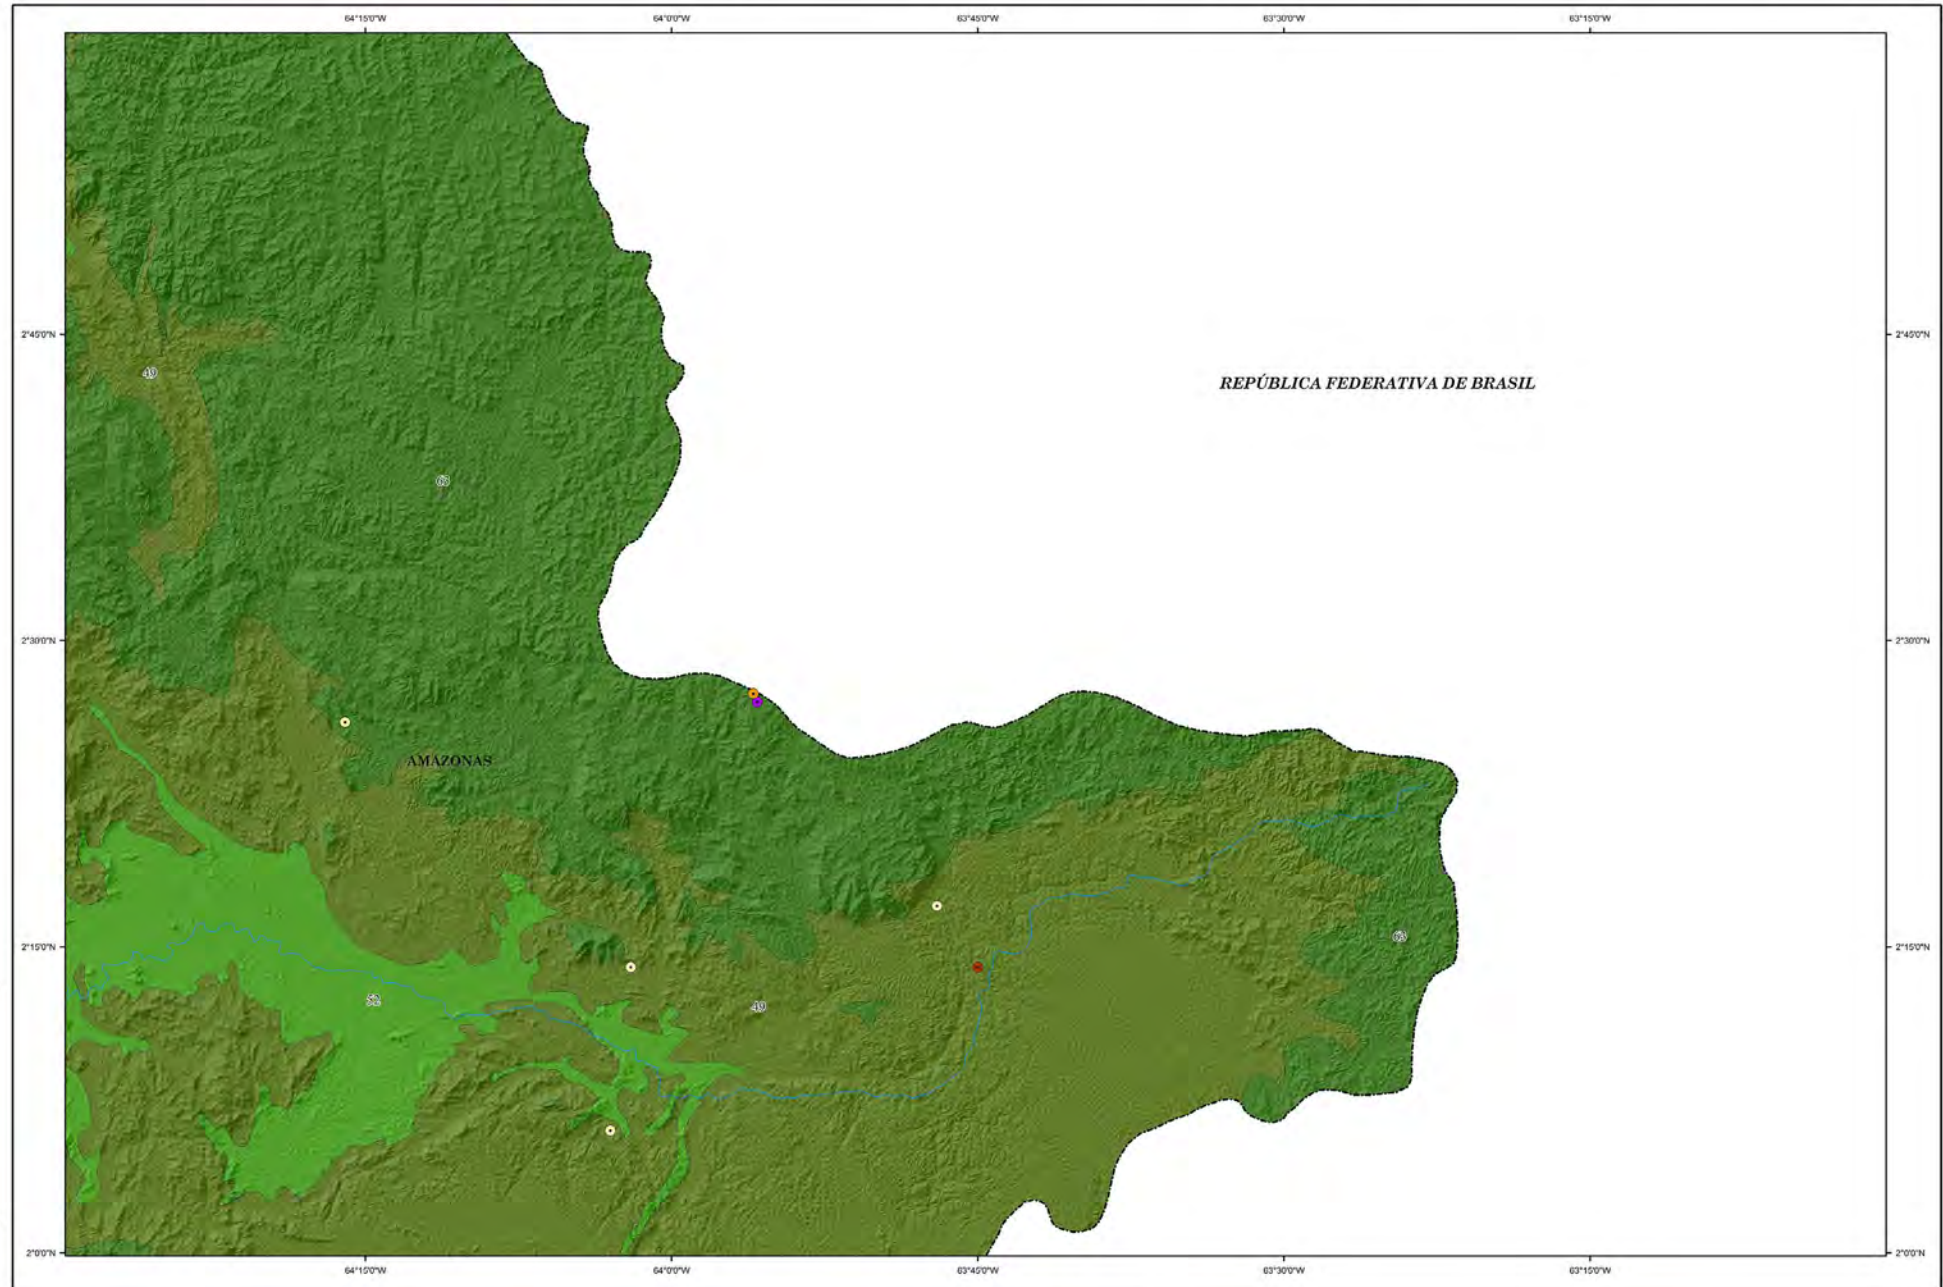 64°15'0"W 64°0'0"W 63°45'0"W 63°30'0"W 63°15'0"W
2°45'0"N 2°45'0"N
REPÚBLICA FEDERATIVA DE BRASIL
49
63
2°30'0"N 2°30'0"N
AMAZONAS
63
2°15'0"N 2°15'0"N
52
49
2°0'0"N 2°0'0"N
64°15'0"W 64°0'0"W 63°45'0"W 63°30'0"W 63°15'0"W